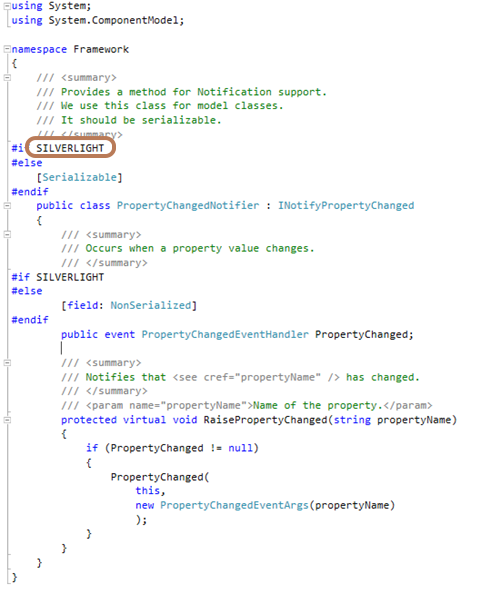 using System;
using System.ComponentModel;
namespace Framework
{
/// <summary>
/// Provides a method for Notification support.
/// We use this class for model classes.
/// It should be serializable.
/// </summary>
#if SILVERLIGHT
#else
[Serializable]
#endif
public class PropertyChangedNotifier : INotifyPropertyChanged
{
/// <summary>
/// Occurs when a property value changes.
/// </summary>
#if SILVERLIGHT
#else
[field: NonSerialized]
#endif
public event PropertyChangedEventHandler PropertyChanged;
/// <summary>
/// Notifies that <see cref="propertyName" /> has changed.
/// </summary>
/// <param name="propertyName">Name of the property.</param>
protected virtual void RaisePropertyChanged(string propertyName)
{
if (PropertyChanged != null)
{
PropertyChanged(
this,
new PropertyChangedEventArgs(propertyName)
);
}
}
}
}